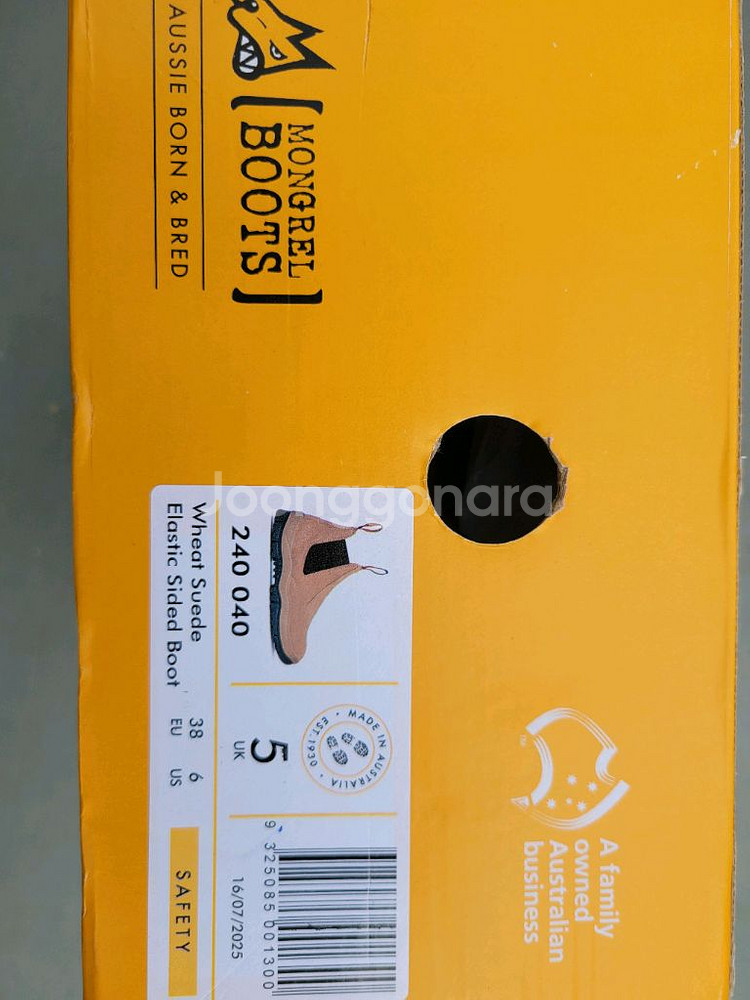 [MONGREL
BOOTS]
AUSSIE BORN & BRED
Joonggonara
240 040
Wheat Suede
Elastic Sided Boot
MADE IN AUSTRALIA • EST. 1930 •
5
UK
38
EU
6
US
SAFETY
9 325085 001300
16/07/2025
A family
owned
Australian
business
TM